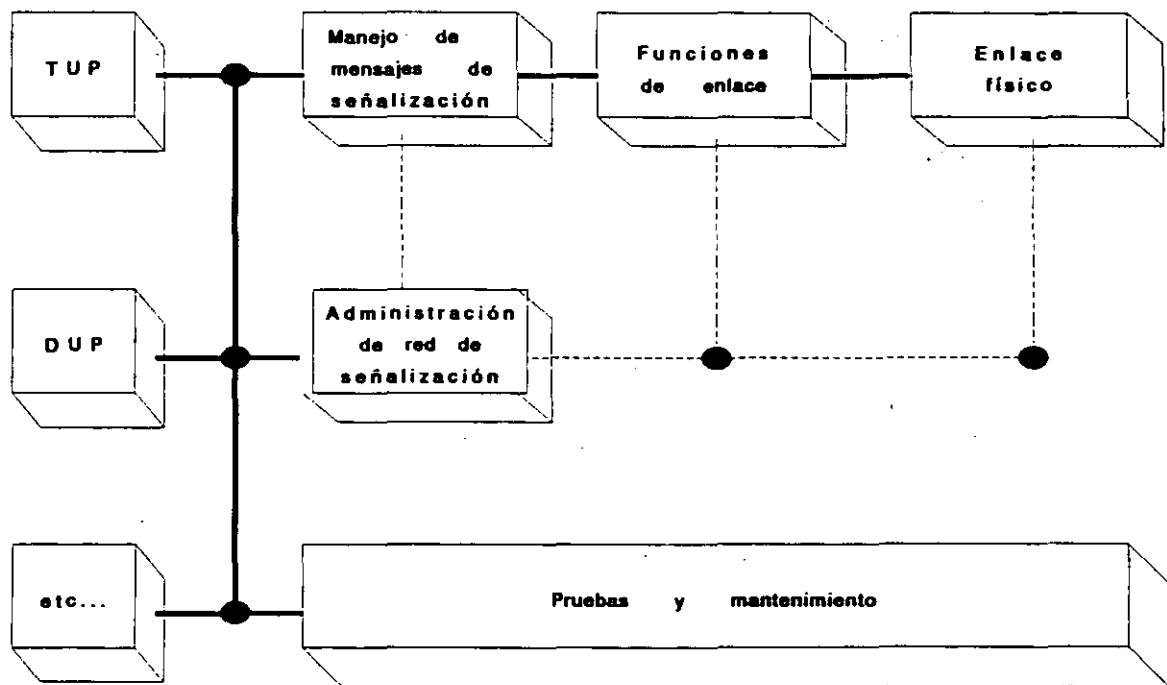 TUP
Manejo de
mensajes de
señalización
Funciones
de enlace
Enlace
físico
DUP
Administración
de red de
señalización
etc...
Pruebas y mantenimiento